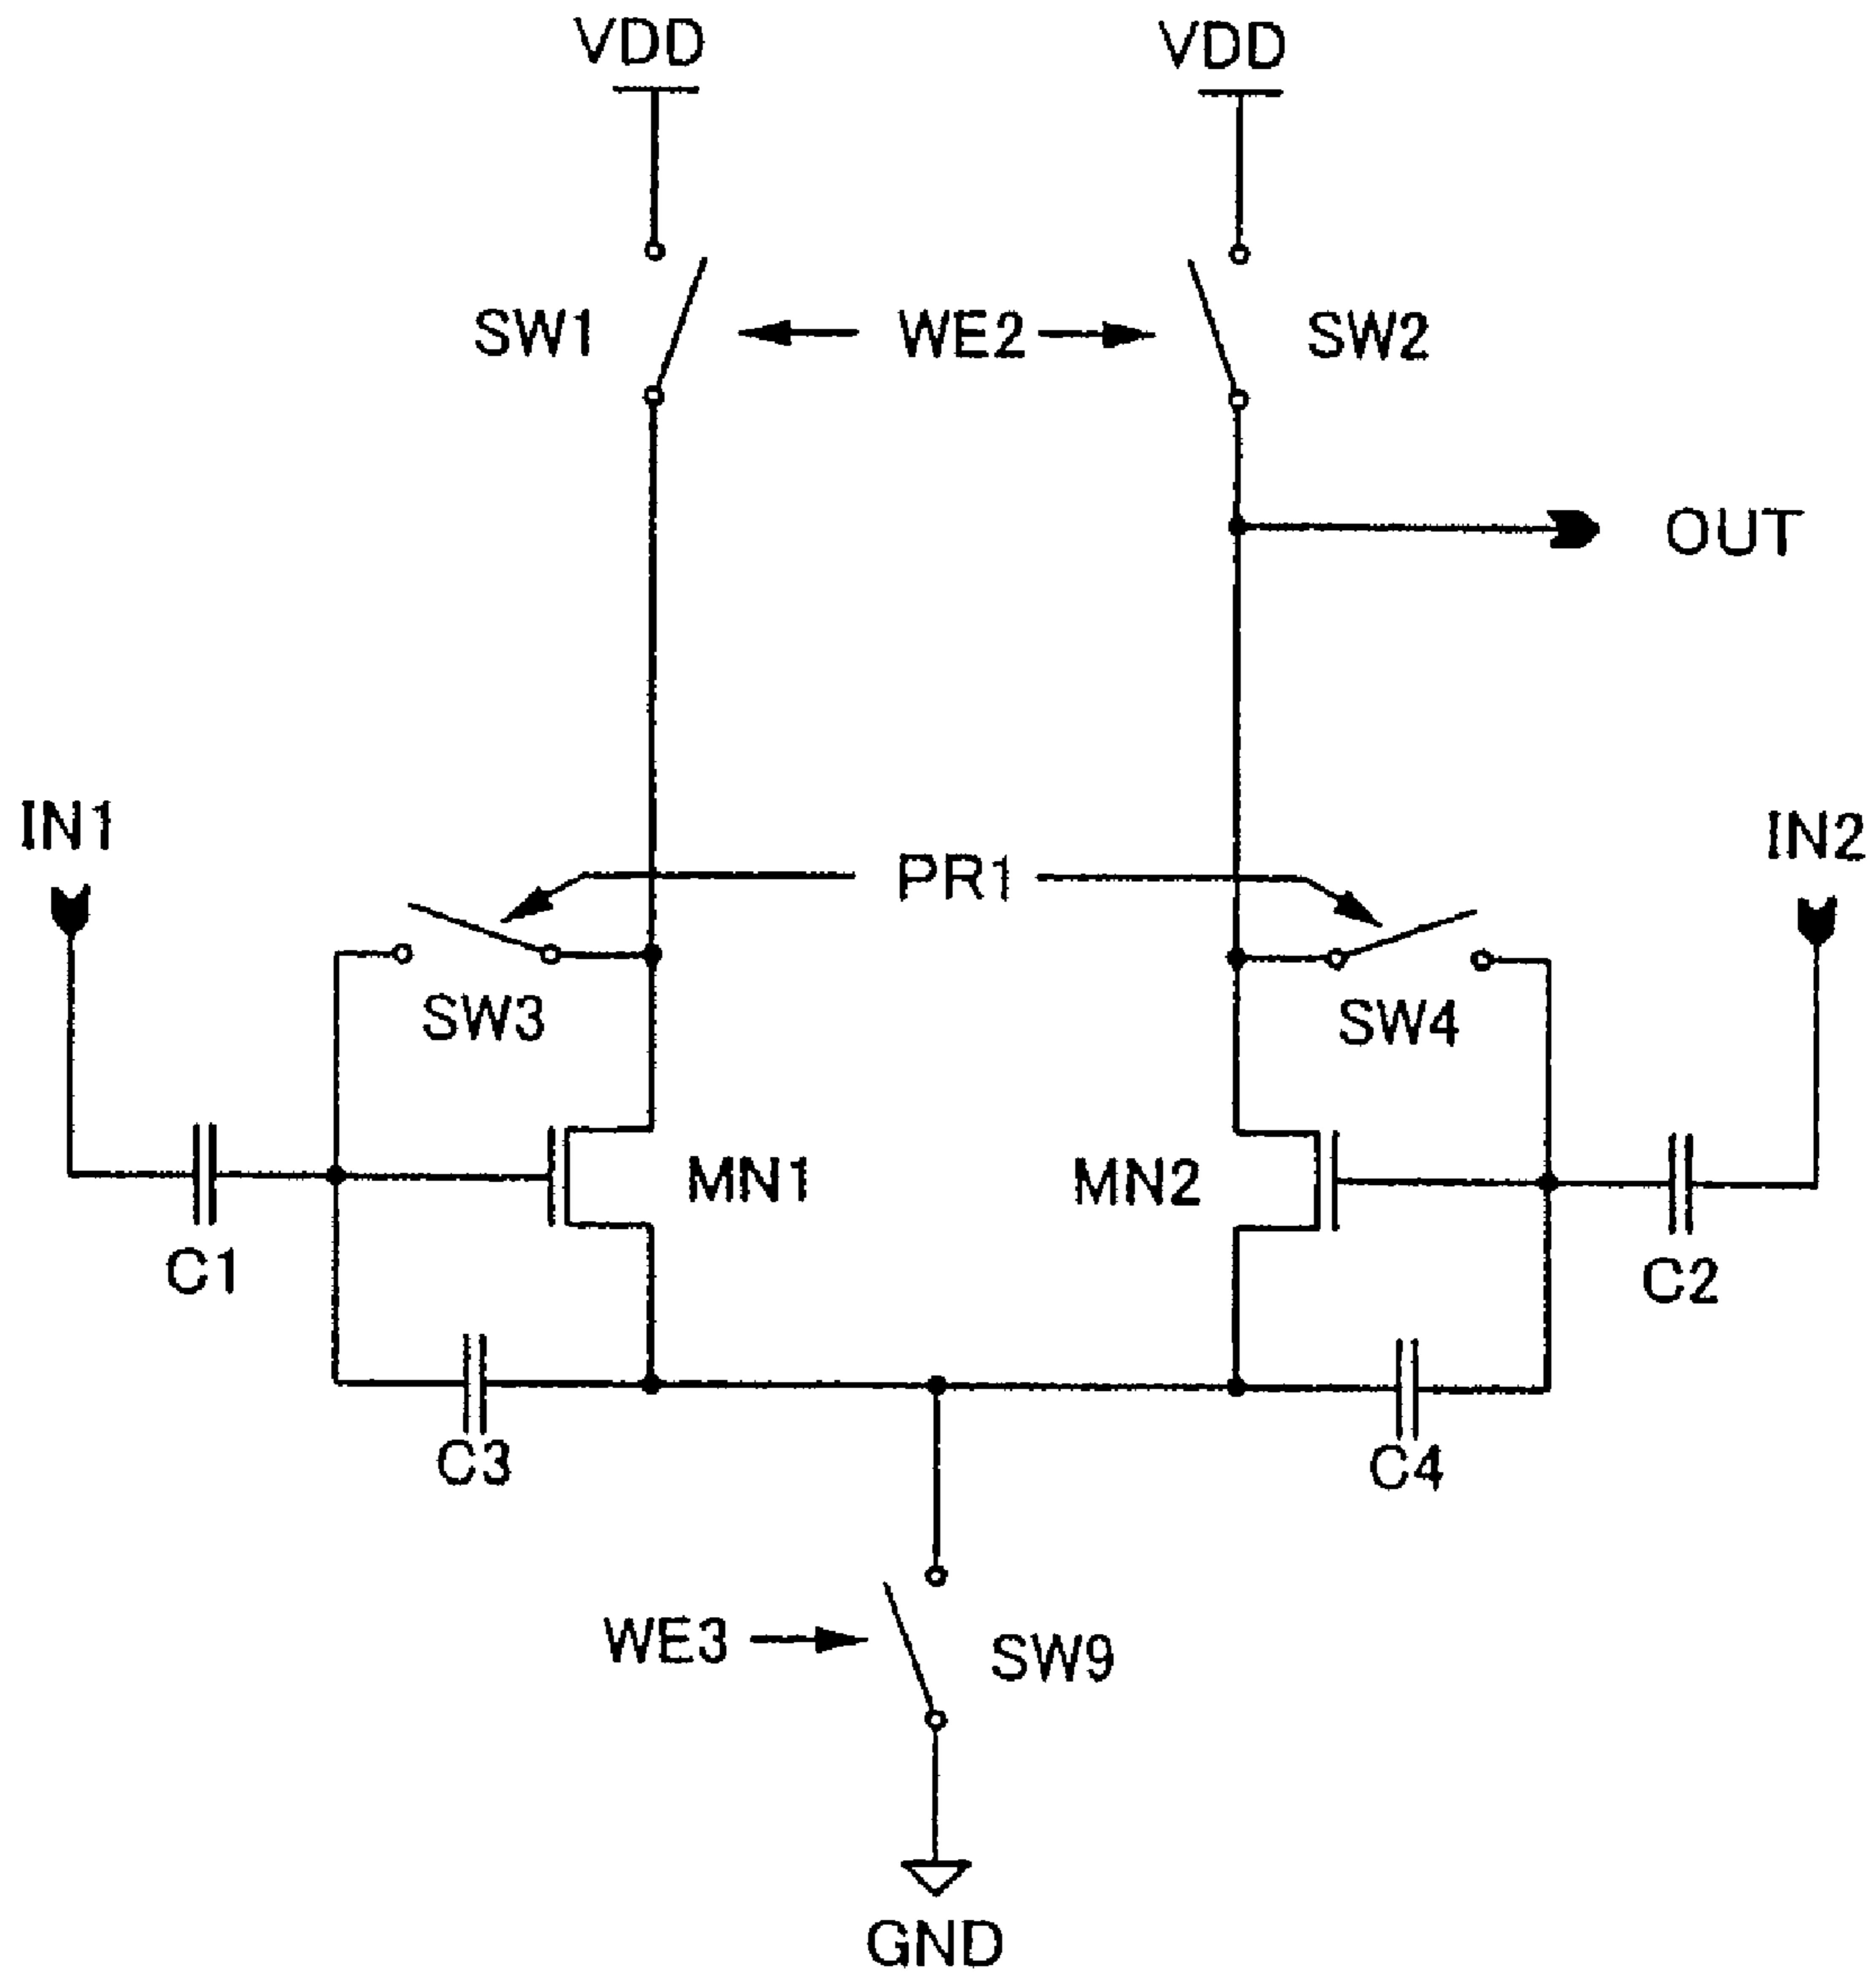 VDD VDD
SW1 WE2 SW2
OUT
IN1 PR1 IN2
SW3 SW4
MN1 MN2
C1 C2
C3 C4
WE3 SW9
GND